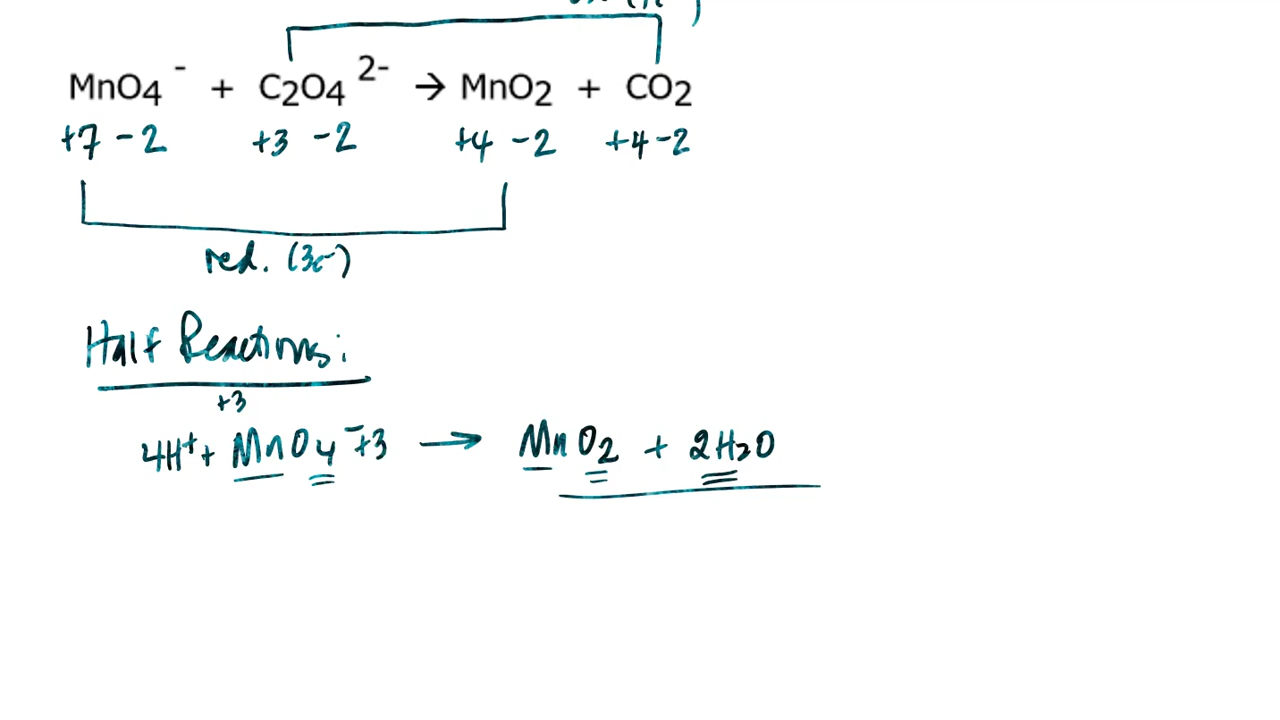 MnO4 - + C2O4 2- → MnO2 + CO2
+7 -2 +3 -2 +4 -2 +4 -2
red. (3e-)
Half Reactions:
+3
4H+ + MnO4 - +3 → MnO2 + 2H2O